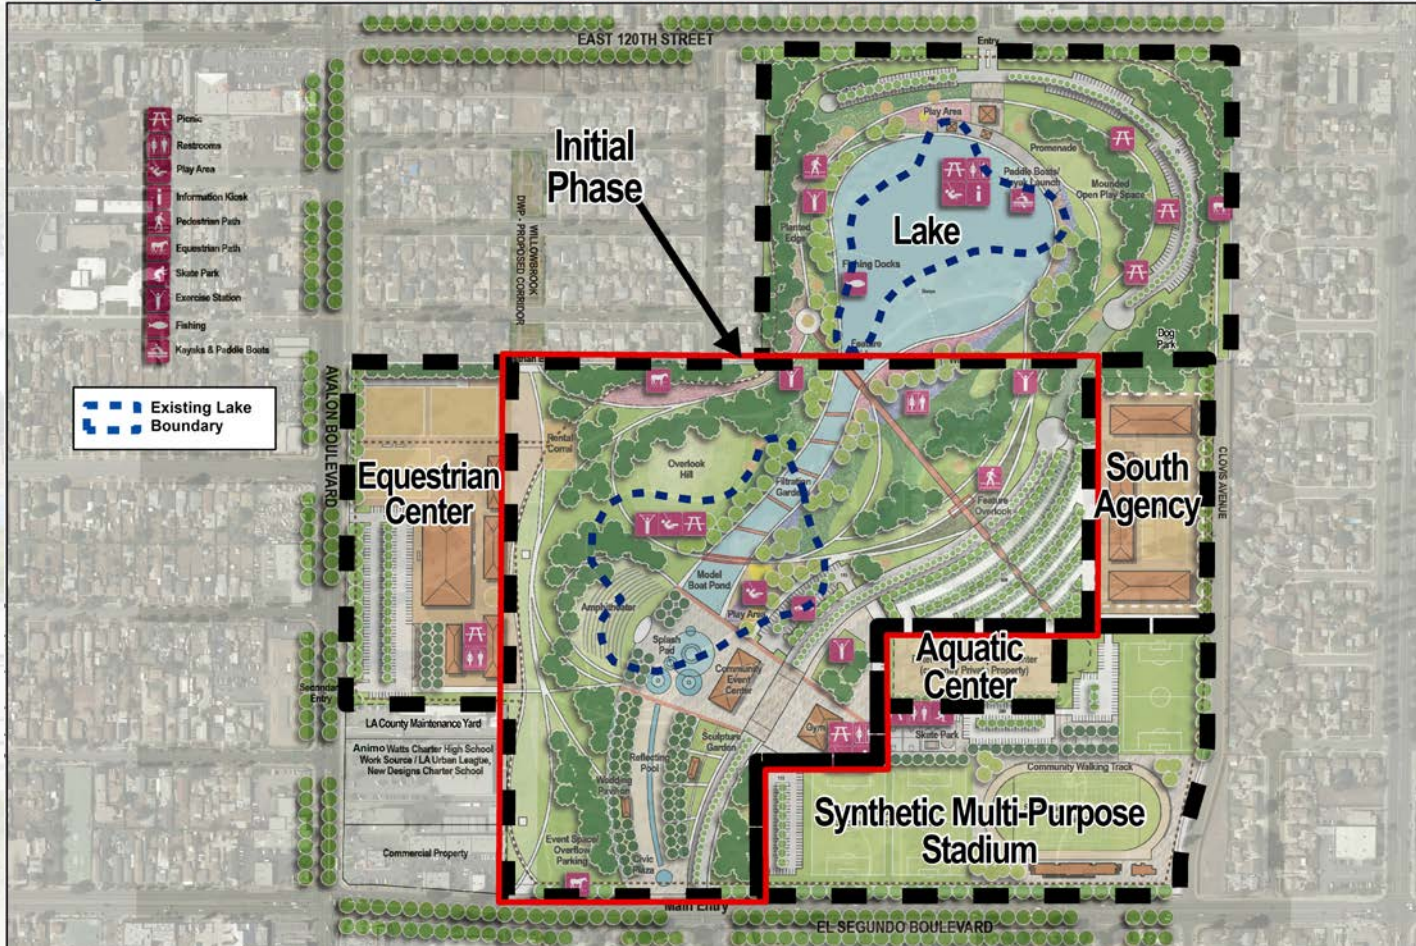 EAST 120TH STREET
Entry
Picnic
Restrooms
Play Area
Information Kiosk
Pedestrian Path
Equestrian Path
Skate Park
Exercise Station
Fishing
Kayaks & Paddle Boats
Existing Lake
Boundary
Initial
Phase
WILLOWBROOK
DWP - PROPOSED CORRIDOR
Play Area
Promenade
Paddle Boats/
Launch
Mounded
Open Play Space
Planted
Edge
Lake
Fishing Docks
Dog
Park
Feature
AVALON BOULEVARD
Equestrian
Center
Rental
Corral
Overlook
Hill
Filtration
Gardens
Feature
Overlook
South
Agency
CLOVIS AVENUE
Model
Boat Pond
Amphitheater
Play Area
Splash
Pad
Community
Event
Center
Aquatic
Center
Private Property)
Secondary
Entry
LA County Maintenance Yard
Animo Watts Charter High School
Work Source / LA Urban League,
New Designs Charter School
Commercial Property
Gym
Skate Park
Sculpture
Garden
Reflecting
Pool
Wedding
Pavilion
Community Walking Track
Synthetic Multi-Purpose
Stadium
Event Space/
Overflow
Parking
Civic
Plaza
Main Entry
EL SEGUNDO BOULEVARD